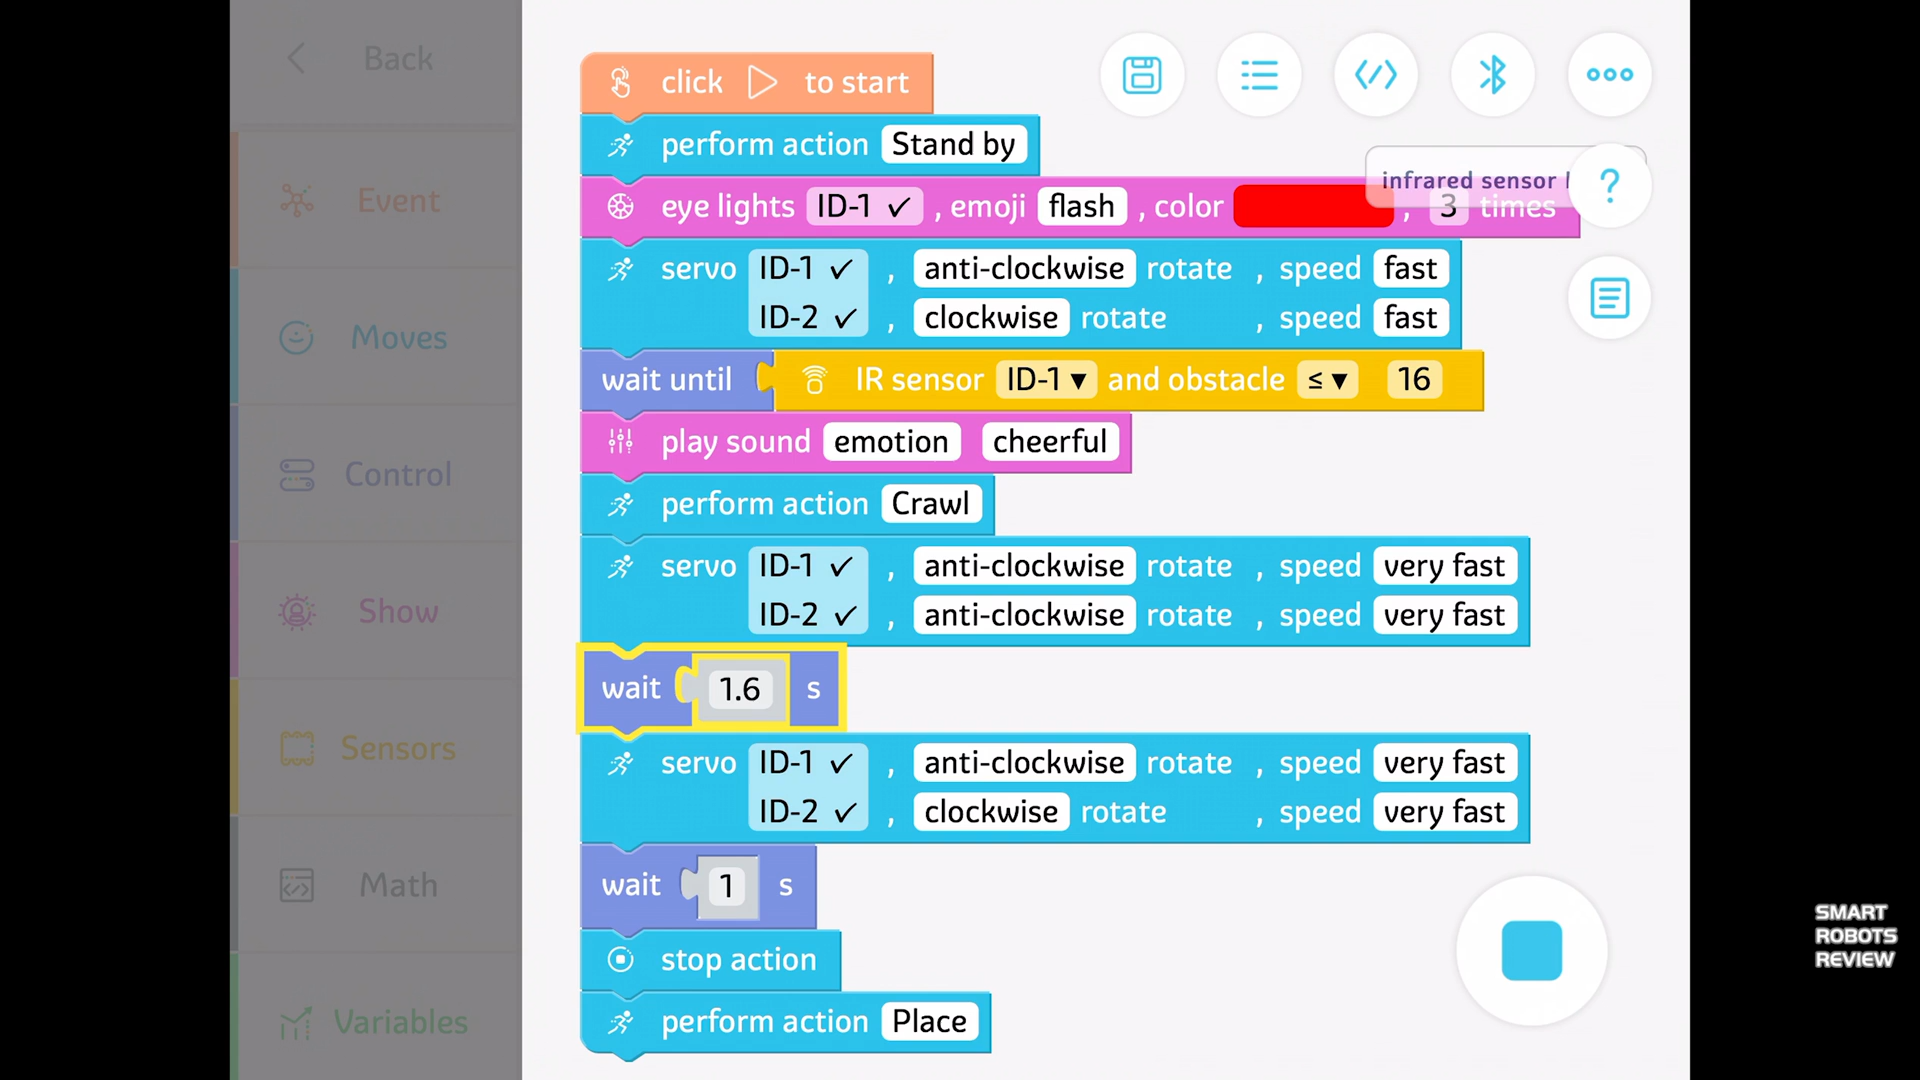 Back
Event
Moves
Control
Show
Sensors
Math
Variables
click to start
perform action Stand by
eye lights ID-1 ✓ , emoji flash , color , 3 times
servo ID-1 ✓ , anti-clockwise rotate , speed fast
ID-2 ✓ , clockwise rotate , speed fast
wait until IR sensor ID-1 ▾ and obstacle ≤ ▾ 16
play sound emotion cheerful
perform action Crawl
servo ID-1 ✓ , anti-clockwise rotate , speed very fast
ID-2 ✓ , anti-clockwise rotate , speed very fast
wait 1.6 s
servo ID-1 ✓ , anti-clockwise rotate , speed very fast
ID-2 ✓ , clockwise rotate , speed very fast
wait 1 s
stop action
perform action Place
infrared sensor
?
SMART
ROBOTS
REVIEW